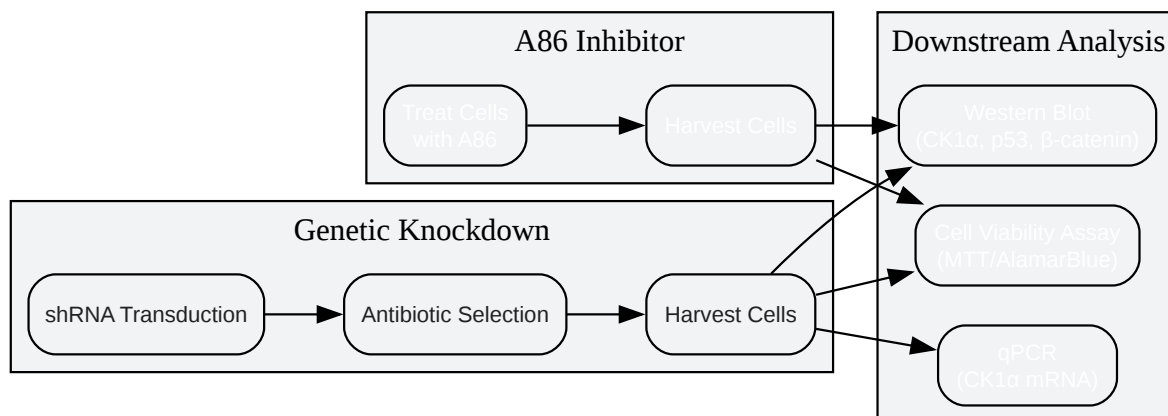 A86 Inhibitor
Treat Cells
with A86
Harvest Cells
Genetic Knockdown
shRNA Transduction
Antibiotic Selection
Harvest Cells
Downstream Analysis
Western Blot
(CK1α, p53, β-catenin)
Cell Viability Assay
(MTT/AlamarBlue)
qPCR
(CK1α mRNA)